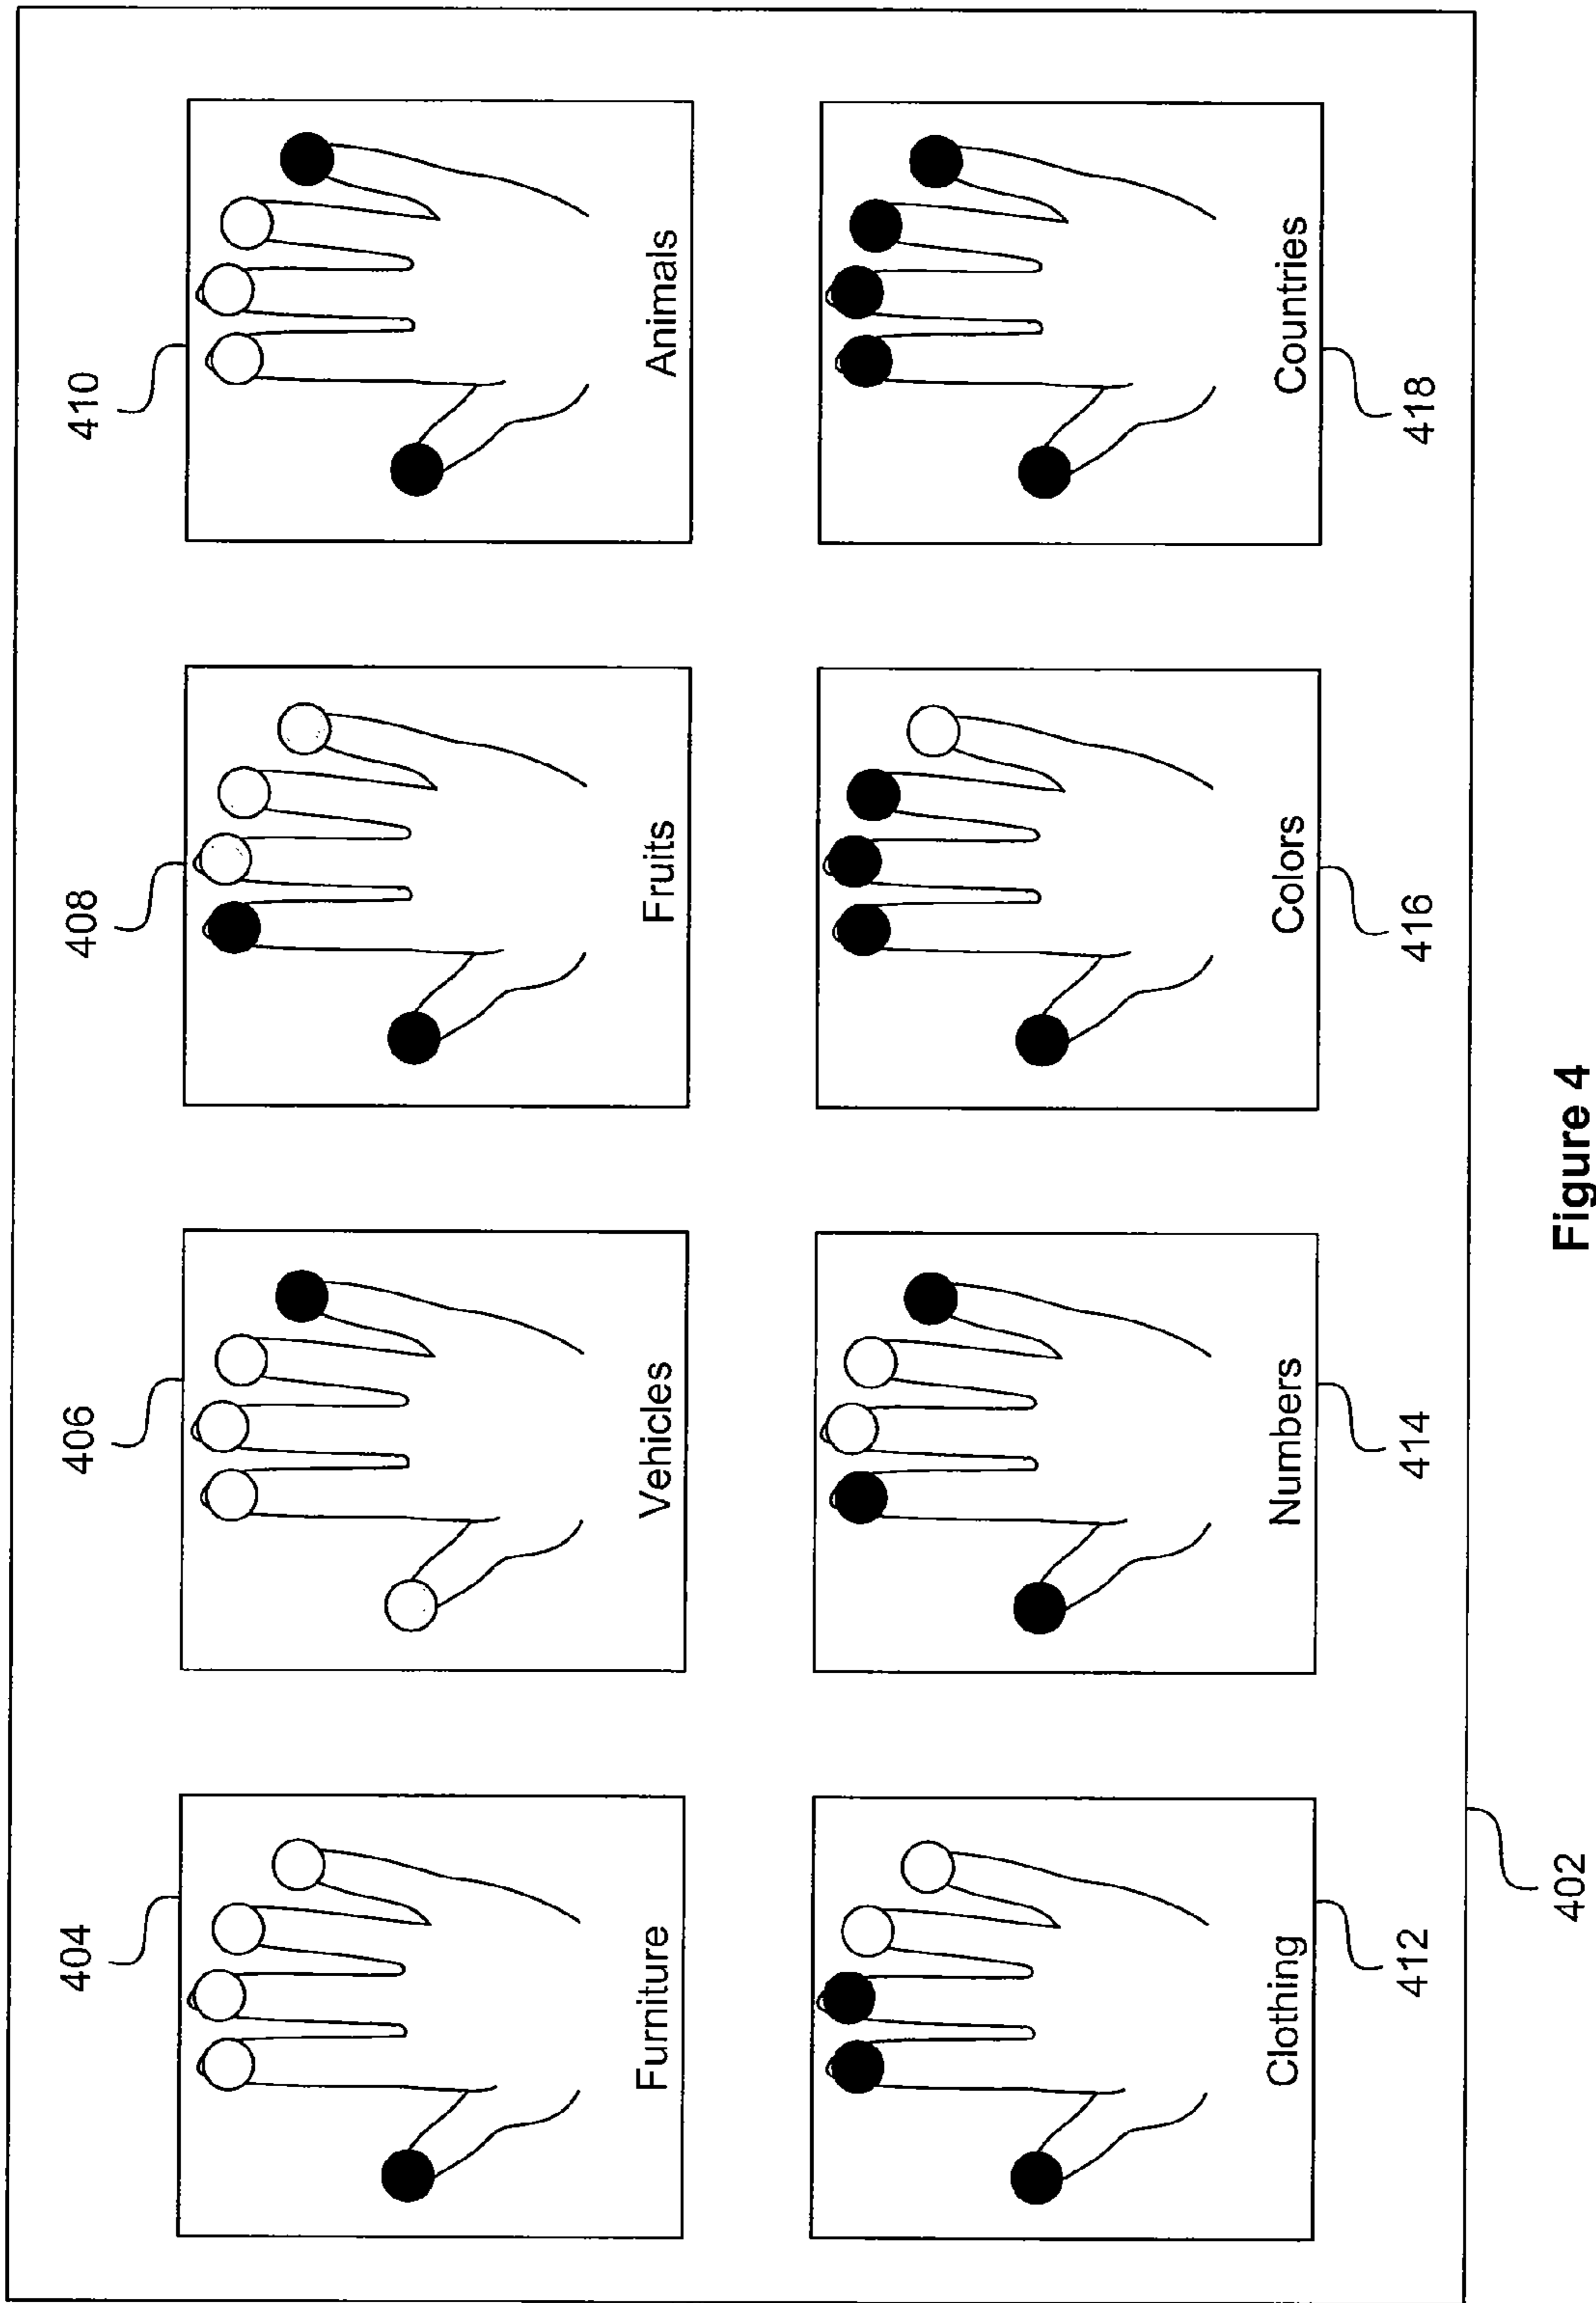 404
406
408
410
Furniture
Vehicles
Fruits
Animals
Clothing
Numbers
Colors
Countries
412
414
416
418
402
Figure 4